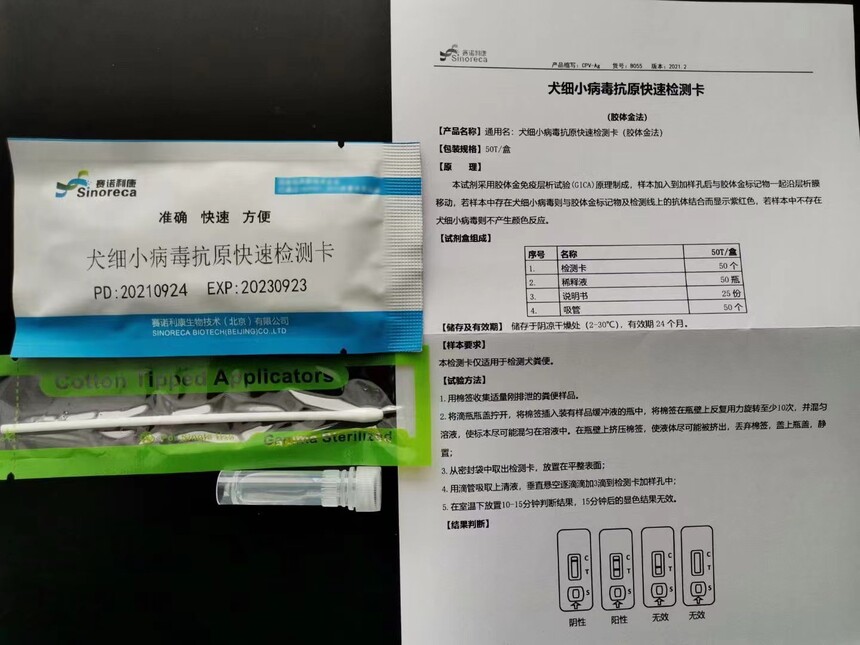 赛诺利康
Sinoreca
准确 快速 方便
犬细小病毒抗原快速检测卡
PD:20210924 EXP:20230923
赛诺利康生物技术（北京）有限公司
SINORECA BIOTECH(BEIJING)CO.,LTD
Cotton Tipped Applicators
Gamma Sterilized
赛诺利康
Sinoreca
产品缩写：CPV-Ag 货号：B055 版本：2021.2
犬细小病毒抗原快速检测卡
(胶体金法)
【产品名称】通用名：犬细小病毒抗原快速检测卡（胶体金法）
【包装规格】50T/盒
【原 理】
本试剂采用胶体金免疫层析试验(GICA)原理制成，样本加入到加样孔后与胶体金标记物一起沿层析膜
移动，若样本中存在犬细小病毒则与胶体金标记物及检测线上的抗体结合而显示紫红色，若样本中不存在
犬细小病毒则不产生颜色反应。
【试剂盒组成】
序号 名称 50T/盒
1. 检测卡 50个
2. 稀释液 50瓶
3. 说明书 25份
4. 吸管 50个
【储存及有效期】 储存于阴凉干燥处（2-30℃），有效期24个月。
【样本要求】
本检测卡仅适用于检测犬粪便。
【试验方法】
1.用棉签收集适量刚排泄的粪便样品。
2.将滴瓶瓶盖拧开，将棉签插入装有样品缓冲液的瓶中，将棉签在瓶壁上反复用力旋转至少10次，并混匀
溶液，使标本尽可能混匀在溶液中。在瓶壁上挤压棉签，使液体尽可能被挤出，丢弃棉签，盖上瓶盖，静
置；
3.从密封袋中取出检测卡，放置在平整表面；
4.用滴管吸取上清液，垂直悬空逐滴滴加3滴到检测卡加样孔中；
5.在室温下放置10-15分钟判断结果，15分钟后的显色结果无效。
【结果判断】
C C C C
T T T T
S S S S
阴性 阳性 无效 无效